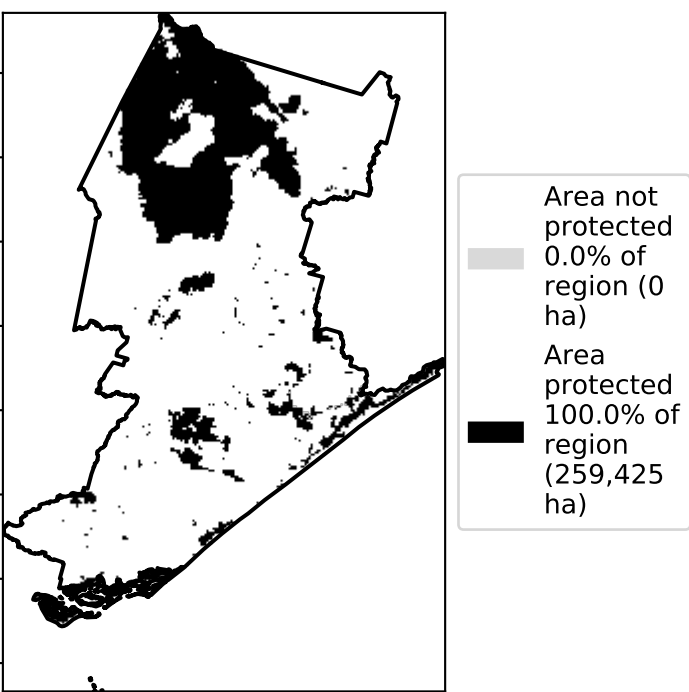 Area not
protected
0.0% of
region (0
ha)
Area
protected
100.0% of
region
(259,425
ha)